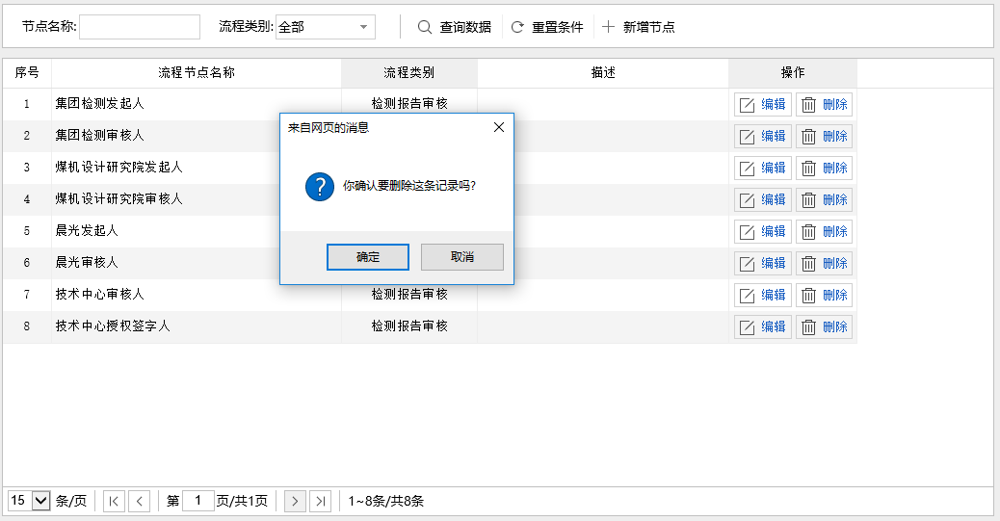 节点名称: 流程类别: 全部 查询数据 重置条件 新增节点
序号 流程节点名称 流程类别 描述 操作
1 集团检测发起人 检测报告审核 编辑 删除
来自网页的消息
2 集团检测审核人 编辑 删除
3 煤机设计研究院发起人 编辑 删除
你确认要删除这条记录吗?
4 煤机设计研究院审核人 编辑 删除
5 晨光发起人 编辑 删除
6 晨光审核人 编辑 删除
确定 取消
7 技术中心审核人 检测报告审核 编辑 删除
8 技术中心授权签字人 检测报告审核 编辑 删除
15 条/页 第 1 页/共1页 1~8条/共8条